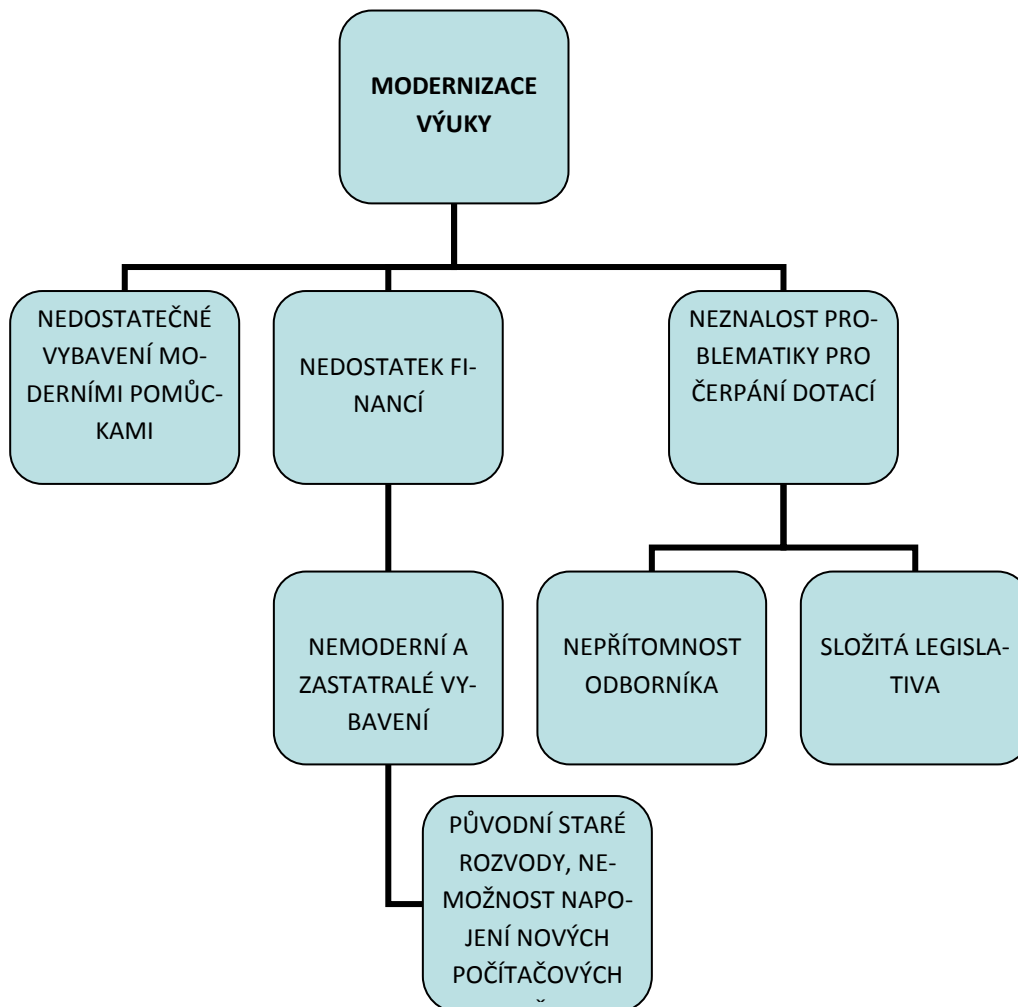 MODERNIZACE
VÝUKY
NEDOSTATEČNÉ
VYBAVENÍ MO-
DERNÍMI POMŮC-
KAMI
NEDOSTATEK FI-
NANCÍ
NEZNALOST PRO-
BLEMATIKY PRO
ČERPÁNÍ DOTACÍ
NEMODERNÍ A
ZASTATRALÉ VY-
BAVENÍ
NEPŘÍTOMNOST
ODBORNÍKA
SLOŽITÁ LEGISLA-
TIVA
PŮVODNÍ STARÉ
ROZVODY, NE-
MOŽNOST NAPO-
JENÍ NOVÝCH
POČÍTAČOVÝCH